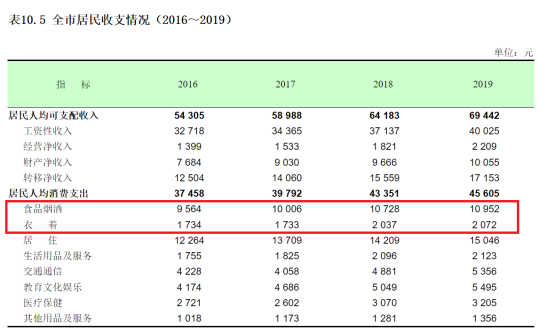 表10.5 全市居民收支情况（2016～2019）
单位：元
指 标 2016 2017 2018 2019
居民人均可支配收入 54 305 58 988 64 183 69 442
工资性收入 32 718 34 365 37 137 40 025
经营净收入 1 399 1 533 1 821 2 209
财产净收入 7 684 9 030 9 666 10 055
转移净收入 12 504 14 060 15 559 17 153
居民人均消费支出 37 458 39 792 43 351 45 605
食品烟酒 9 564 10 006 10 728 10 952
衣 着 1 734 1 733 2 037 2 072
居 住 12 264 13 709 14 209 15 046
生活用品及服务 1 755 1 825 2 096 2 123
交通通信 4 228 4 058 4 881 5 356
教育文化娱乐 4 174 4 686 5 049 5 495
医疗保健 2 721 2 602 3 070 3 205
其他用品及服务 1 018 1 173 1 281 1 356